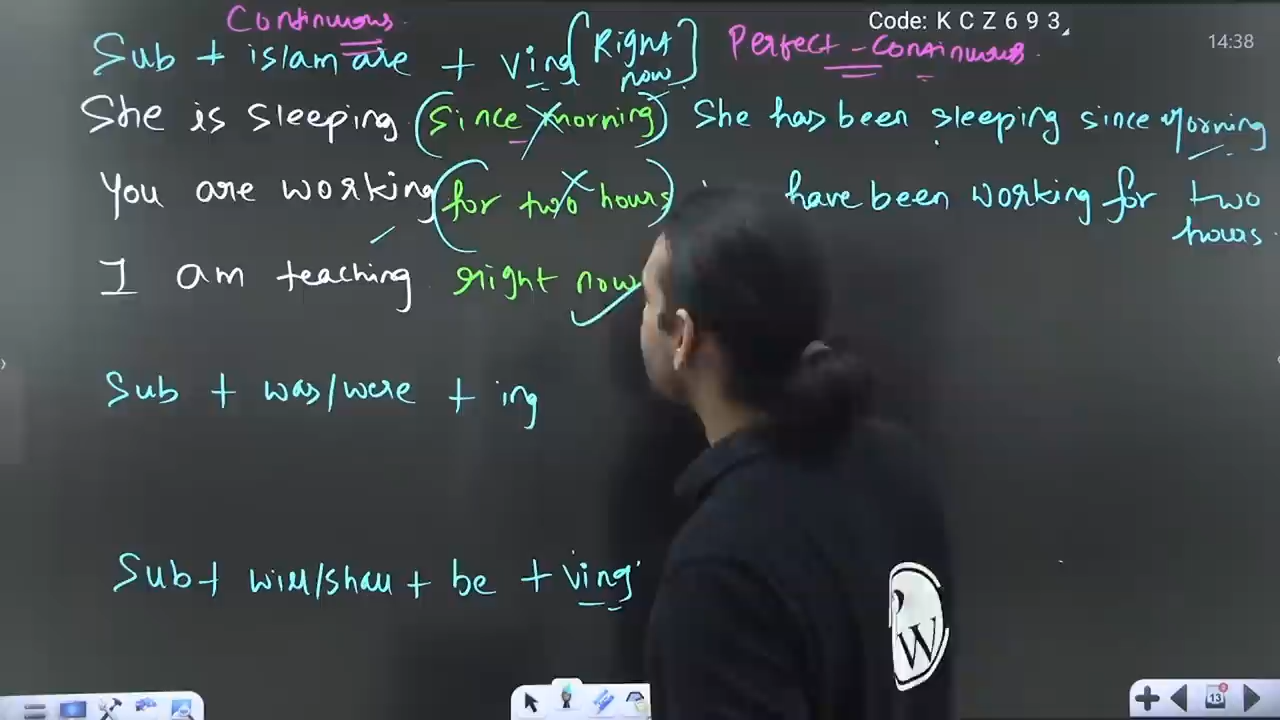 Code: K C Z 6 9 3
14:38
Continuous
Sub + is/am are + ving [Right now]
Perfect - Continuous
She is sleeping (since morning) She has been sleeping since Morning
You are working (for two hours) have been working for two hours.
I am teaching right now
Sub + was/were + ing
Sub + will/shall + be + ving
PW
13